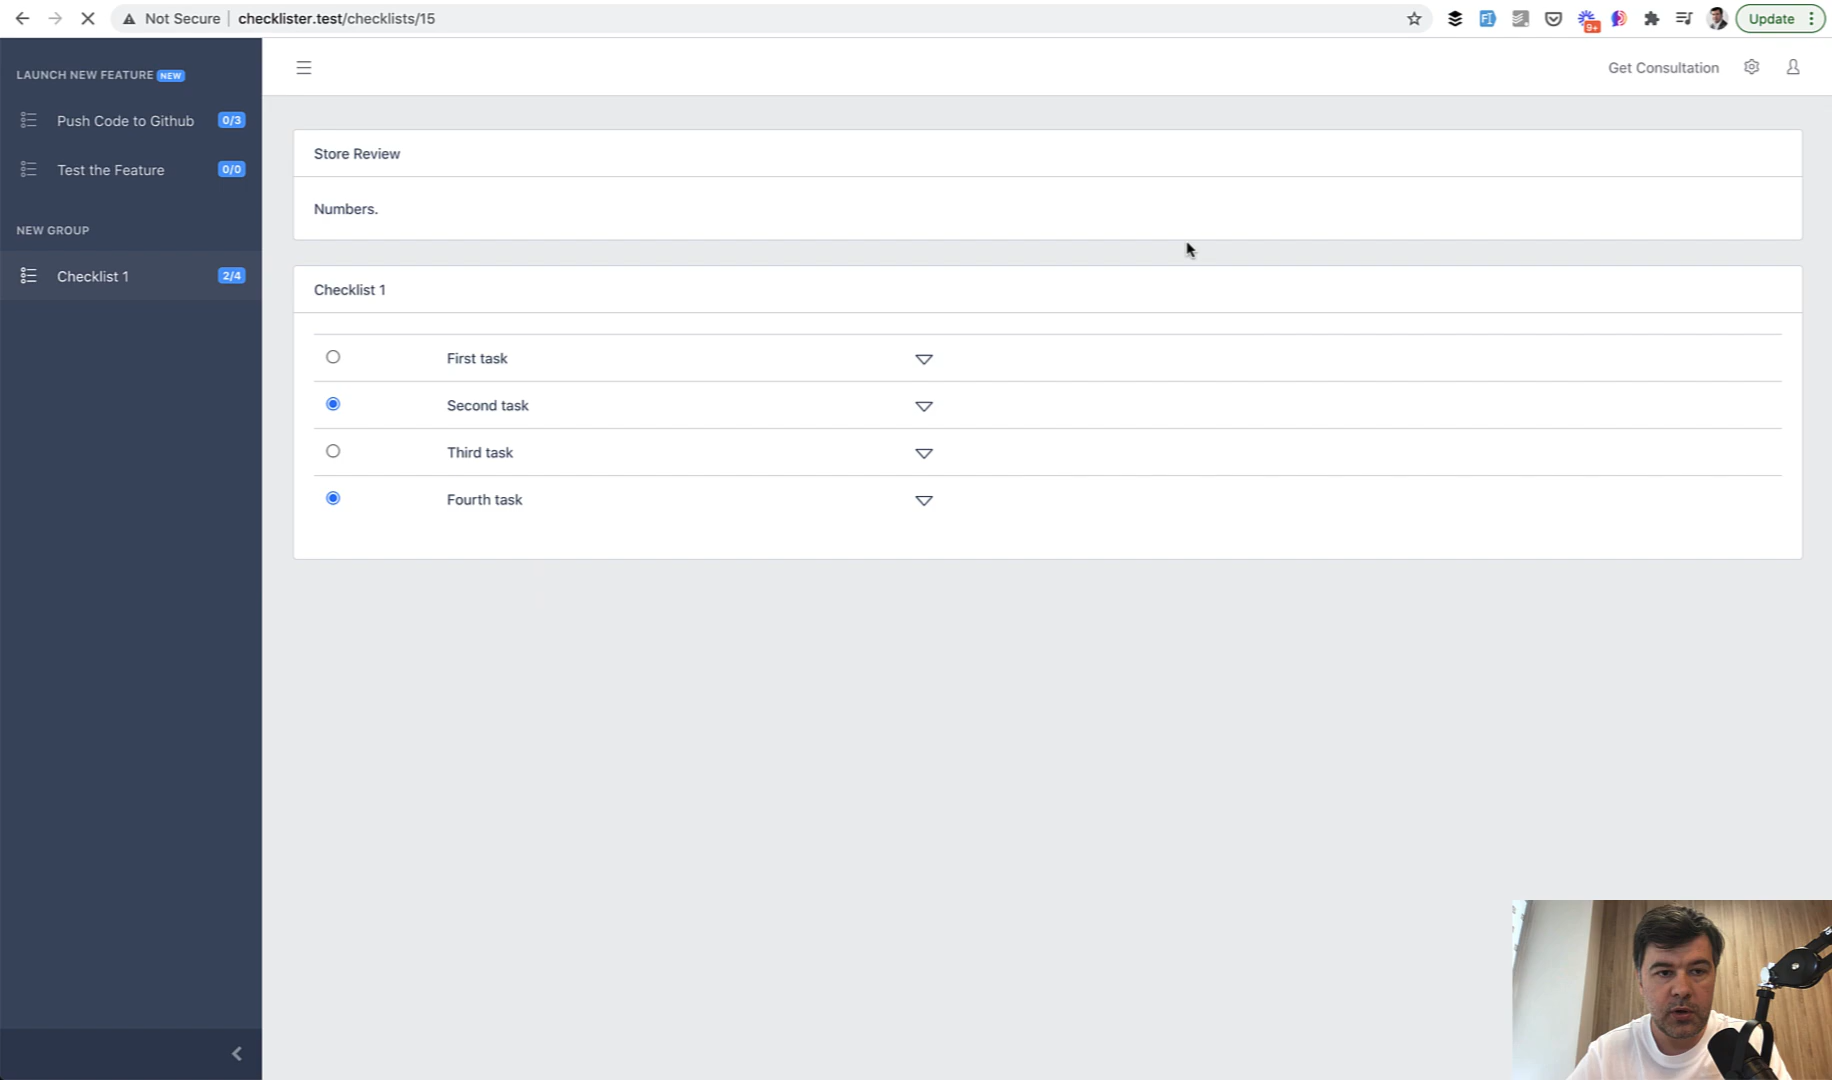 Not Secure checklister.test/checklists/15
9+
Update
LAUNCH NEW FEATURE NEW
Push Code to Github 0/3
Test the Feature 0/0
NEW GROUP
Checklist 1 2/4
Get Consultation
Store Review
Numbers.
Checklist 1
First task
Second task
Third task
Fourth task